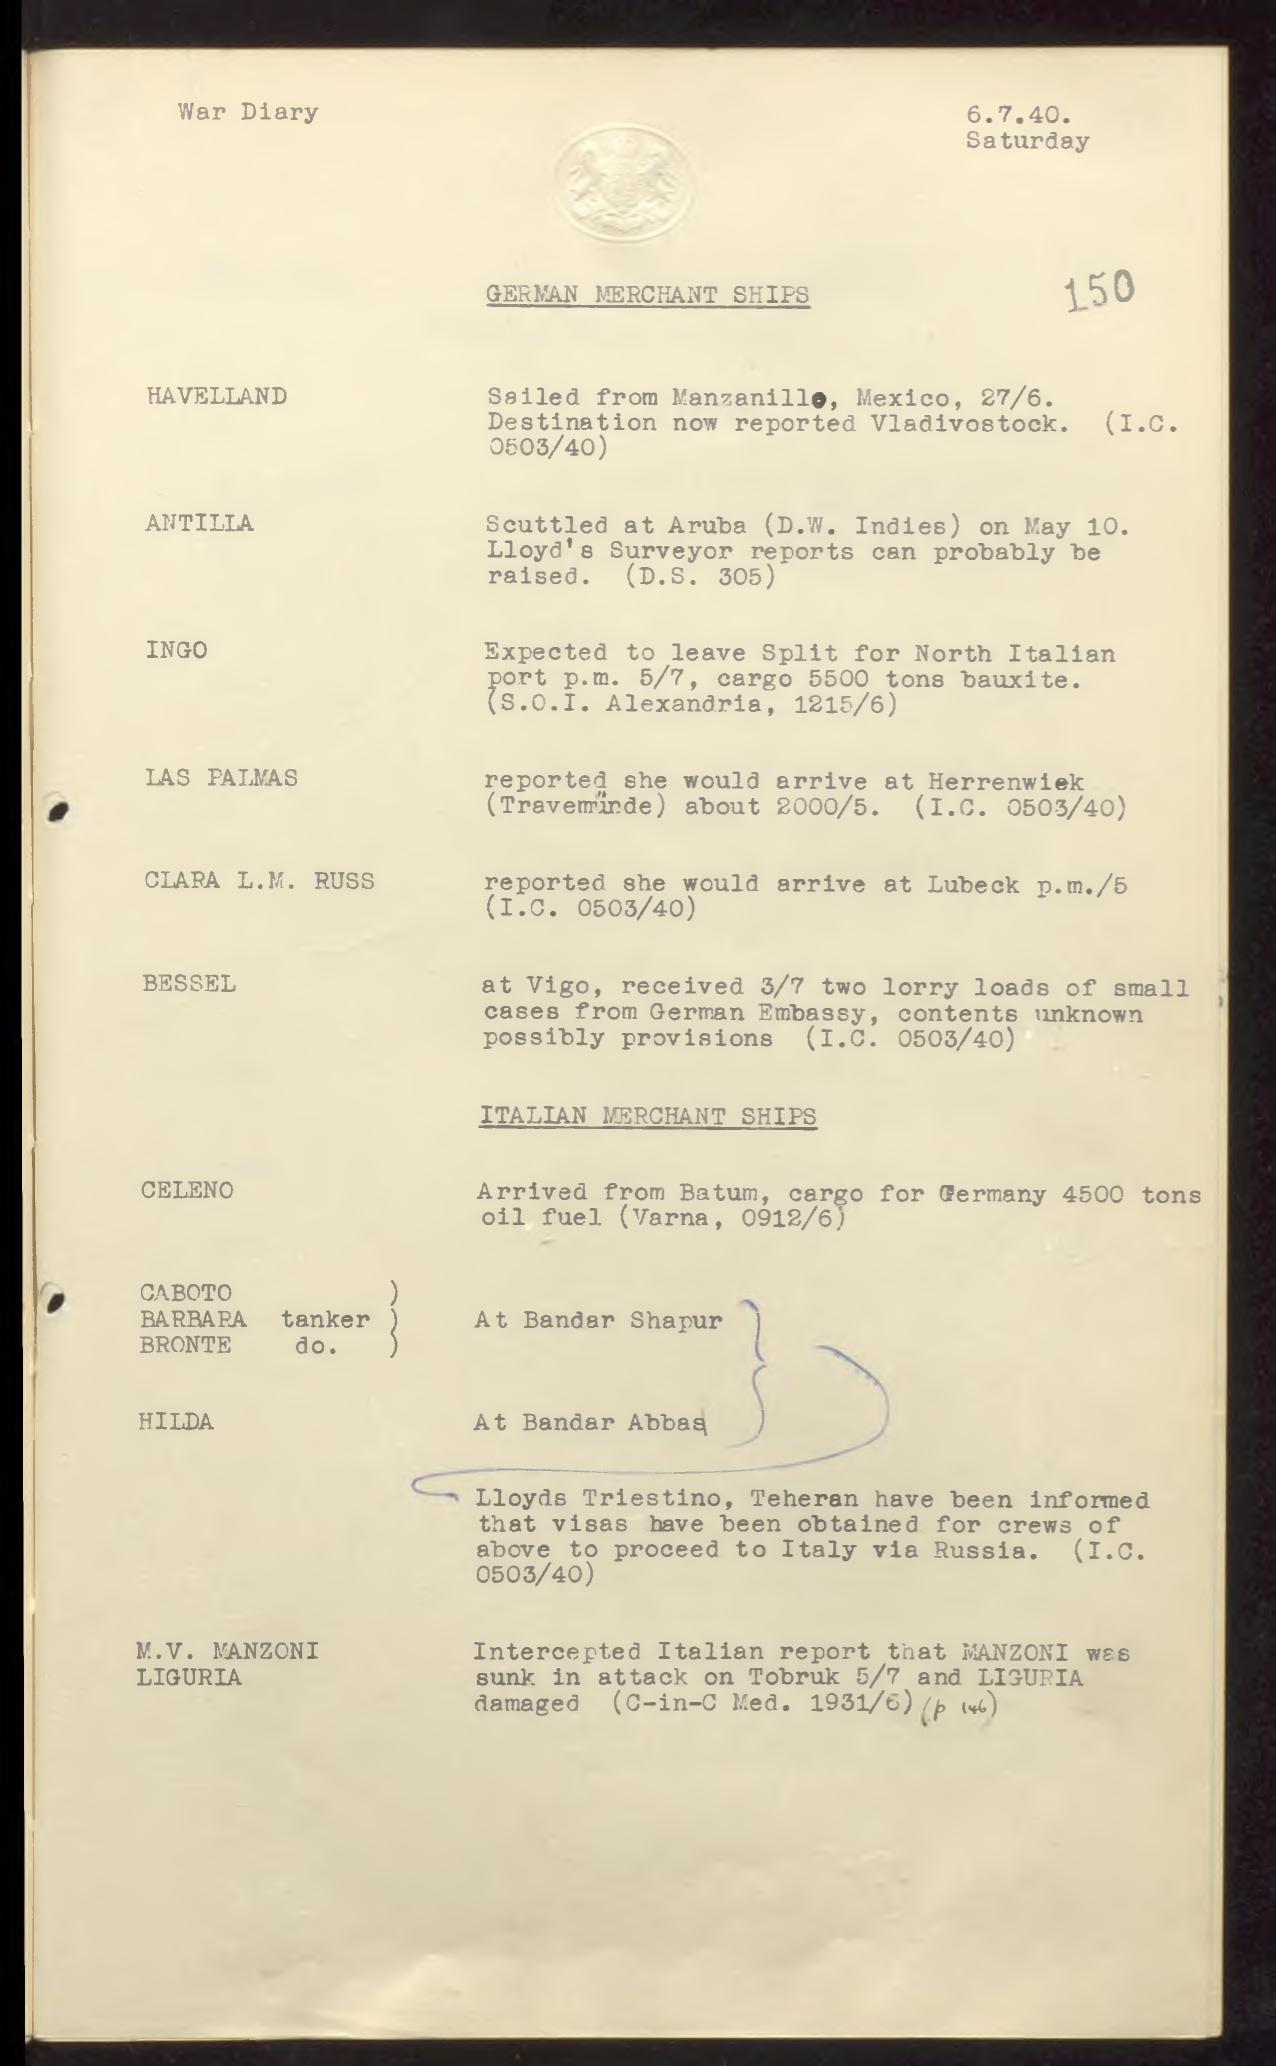 War Diary
6.7.40.
Saturday
GERMAN MERCHANT SHIPS
150
HAVELLAND
Sailed from Manzanillo, Mexico, 27/6.
Destination now reported Vladivostock. (I.C.
0503/40)
ANTILLA
Scuttled at Aruba (D.W. Indies) on May 10.
Lloyd's Surveyor reports can probably be
raised. (D.S. 305)
INGO
Expected to leave Split for North Italian
port p.m. 5/7, cargo 5500 tons bauxite.
(S.O.I. Alexandria, 1215/6)
LAS PALMAS
reported she would arrive at Herrenwiek
(Travemünde) about 2000/5. (I.C. 0503/40)
CLARA L.M. RUSS
reported she would arrive at Lubeck p.m./5
(I.C. 0503/40)
BESSEL
at Vigo, received 3/7 two lorry loads of small
cases from German Embassy, contents unknown
possibly provisions (I.C. 0503/40)
ITALIAN MERCHANT SHIPS
CELENO
Arrived from Batum, cargo for Germany 4500 tons
oil fuel (Varna, 0912/6)
CABOTO )
BARBARA tanker ) At Bandar Shapur
BRONTE do. )
HILDA
At Bandar Abbas
Lloyds Triestino, Teheran have been informed
that visas have been obtained for crews of
above to proceed to Italy via Russia. (I.C.
0503/40)
M.V. MANZONI
LIGURIA
Intercepted Italian report that MANZONI was
sunk in attack on Tobruk 5/7 and LIGURIA
damaged (C-in-C Med. 1931/6) (p 146)